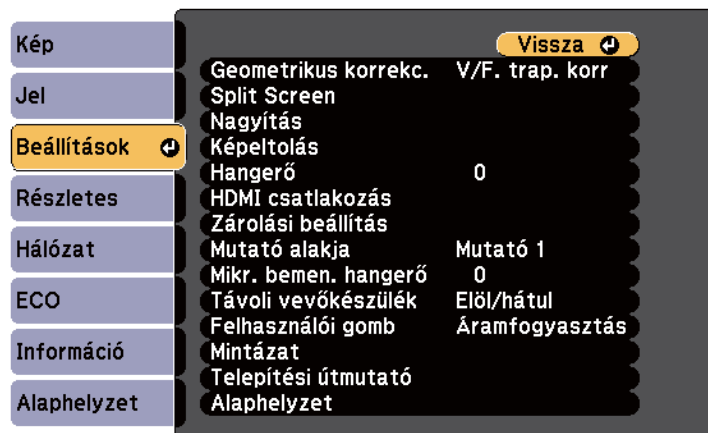 Kép
Jel
Beállítások
Részletes
Hálózat
ECO
Információ
Alaphelyzet
Vissza
Geometrikus korrekc. V/F. trap. korr
Split Screen
Nagyítás
Képeltolás
Hangerő 0
HDMI csatlakozás
Zárolási beállítás
Mutató alakja Mutató 1
Mikr. bemen. hangerő 0
Távoli vevőkészülék Elöl/hátul
Felhasználói gomb Áramfogyasztás
Mintázat
Telepítési útmutató
Alaphelyzet